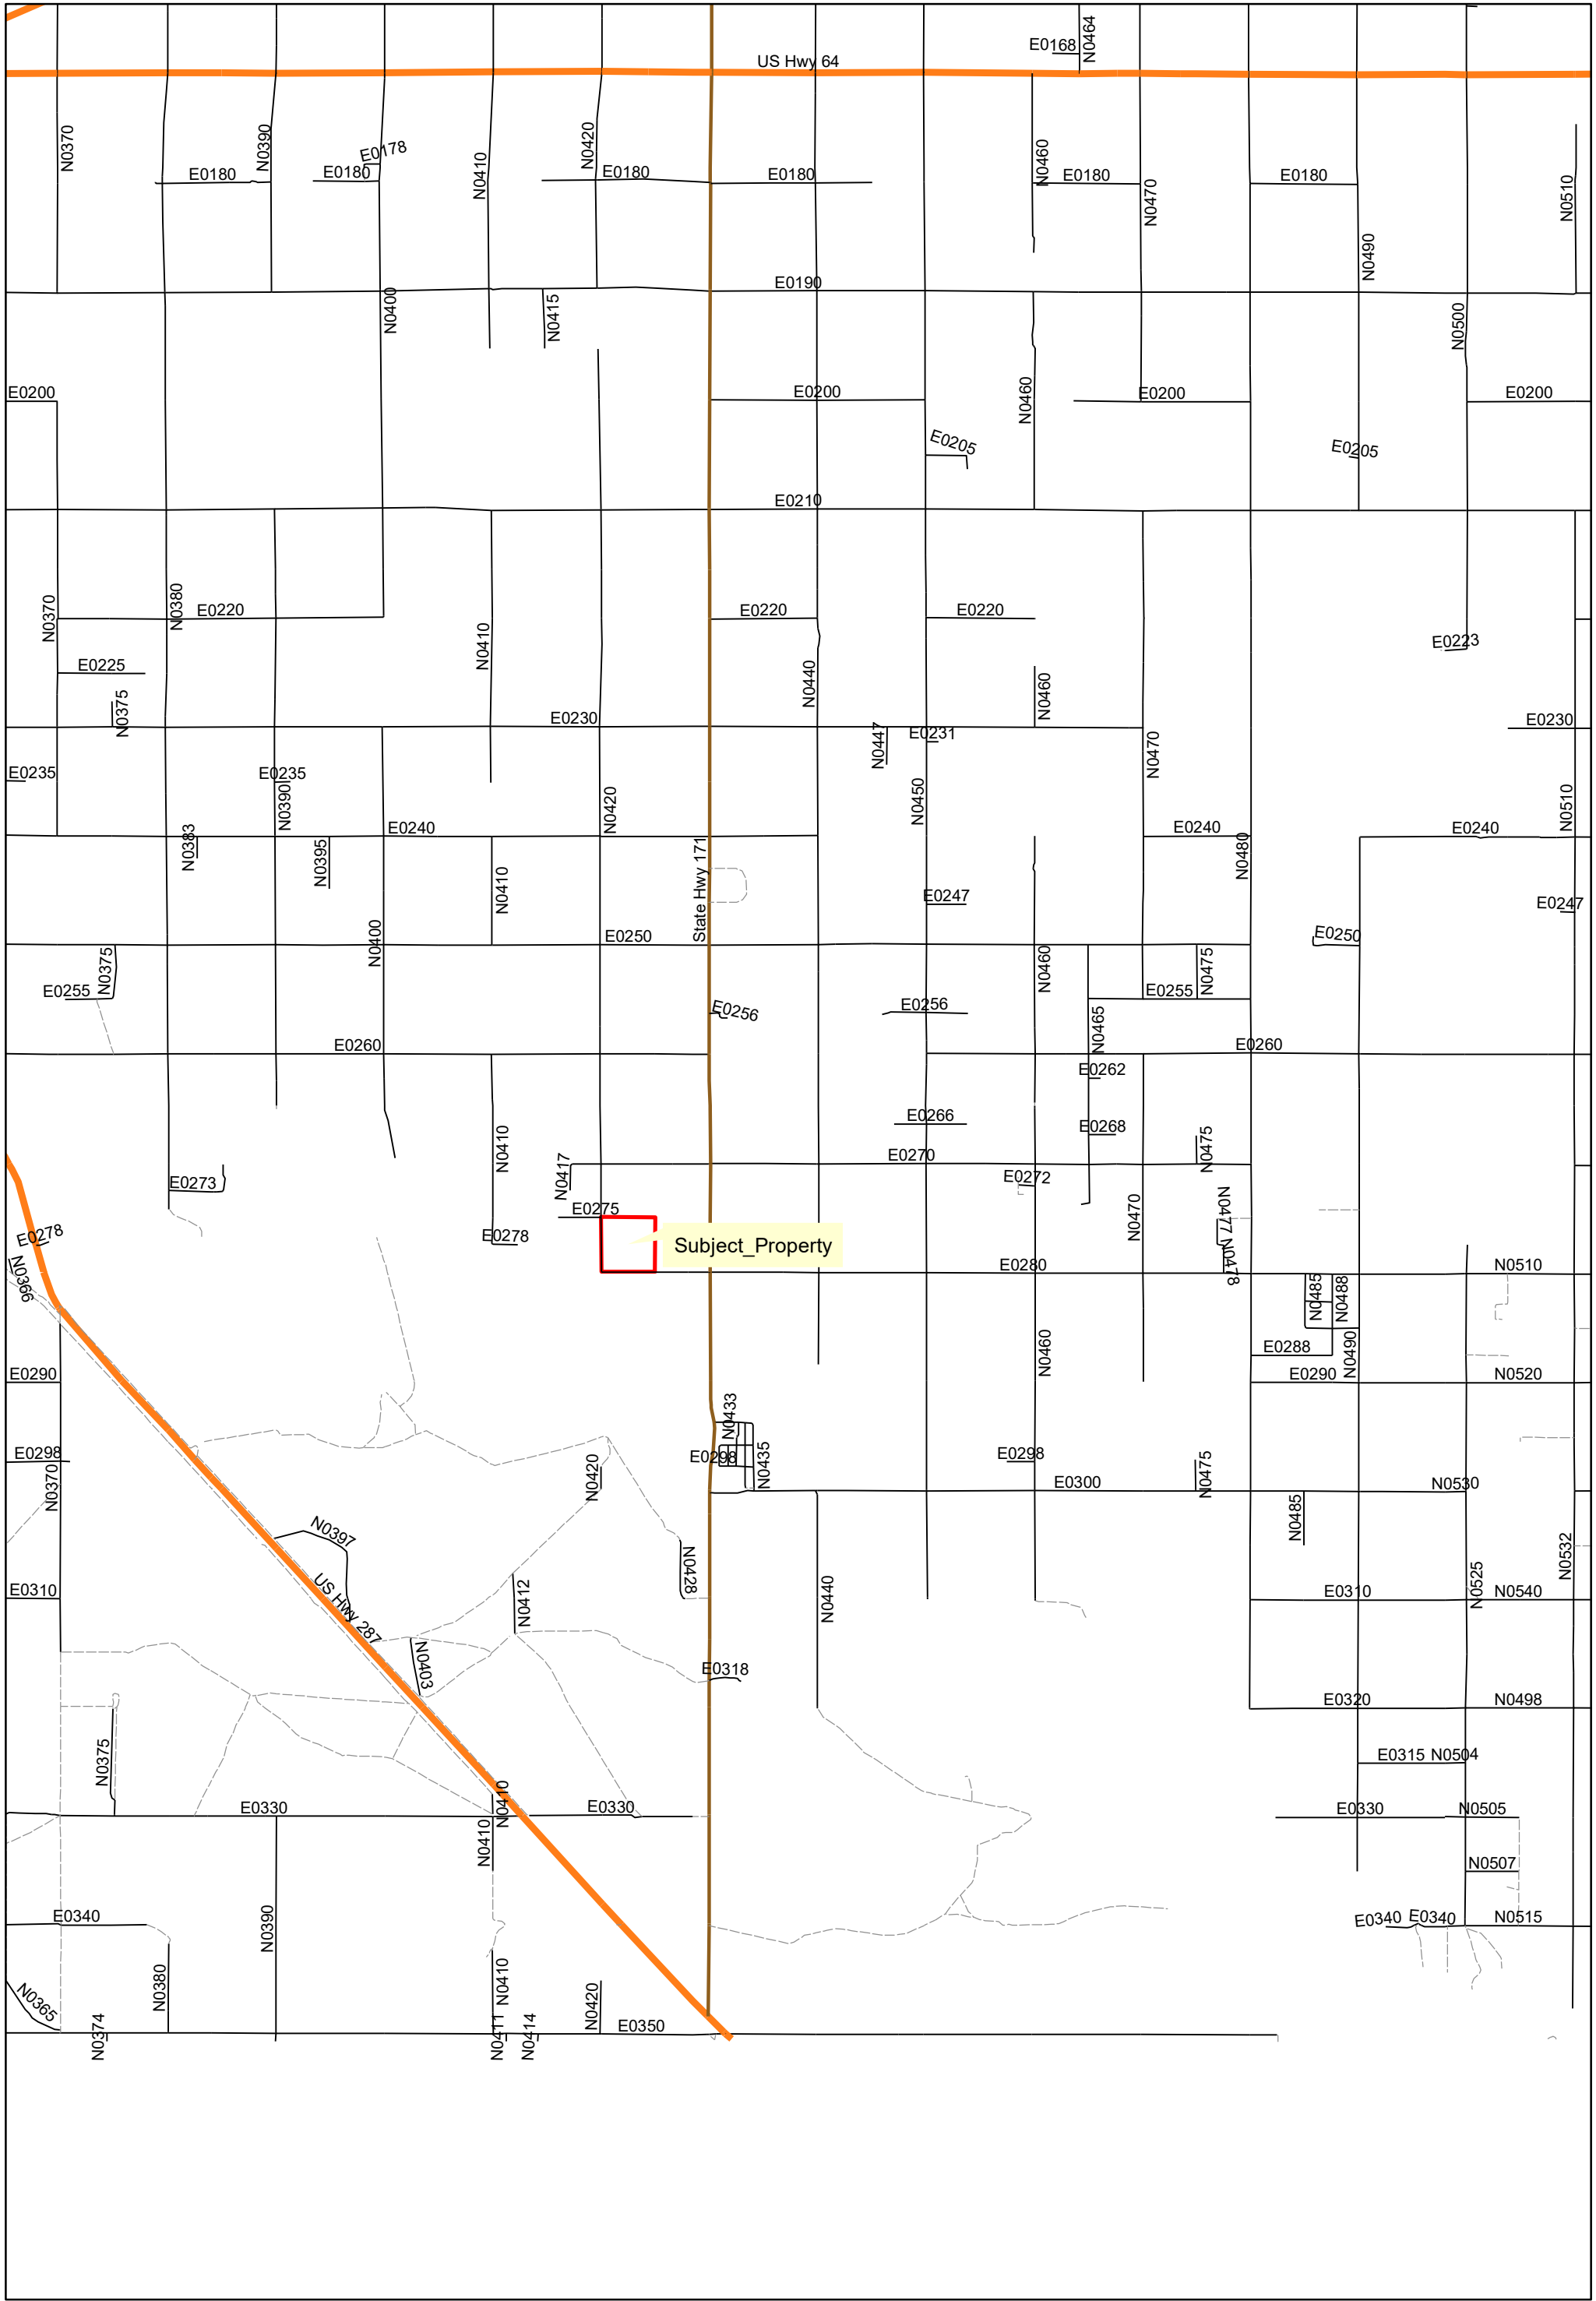 E0168
N0464
US Hwy 64
N0370
N0390
E0178
N0410
N0420
N0460
N0470
N0510
E0180
E0180
E0180
E0180
E0180
E0180
N0490
E0190
N0400
N0415
N0500
E0200
E0200
N0460
E0200
E0200
E0205
E0205
E0210
N0370
N0380
E0220
N0410
E0220
E0220
E0223
E0225
N0375
N0440
N0460
E0230
E0230
N0447
E0231
N0470
E0235
E0235
N0390
N0420
N0450
N0510
N0383
N0395
E0240
State Hwy 171
E0240
N0480
E0240
N0410
E0247
E0247
N0400
E0250
E0250
N0375
N0460
N0475
E0255
E0255
E0256
E0256
N0465
E0260
E0260
E0262
E0266
E0268
N0410
N0417
E0270
N0475
E0273
E0272
E0275
N0470
N0477
E0278
E0278
Subject_Property
N0366
E0280
N0478
N0510
N0485
N0488
N0460
E0288
N0490
E0290
E0290
N0520
N0433
E0298
E0298
N0435
E0298
N0370
N0420
N0475
E0300
N0530
N0485
N0397
N0428
N0532
E0310
US Hwy 287
N0412
N0440
E0310
N0525
N0540
N0403
E0318
E0320
N0498
N0375
E0315
N0504
N0410
E0330
E0330
E0330
N0505
N0410
N0507
E0340
N0390
E0340
E0340
N0515
N0380
N0410
N0420
N0365
N0374
N0411
N0414
E0350